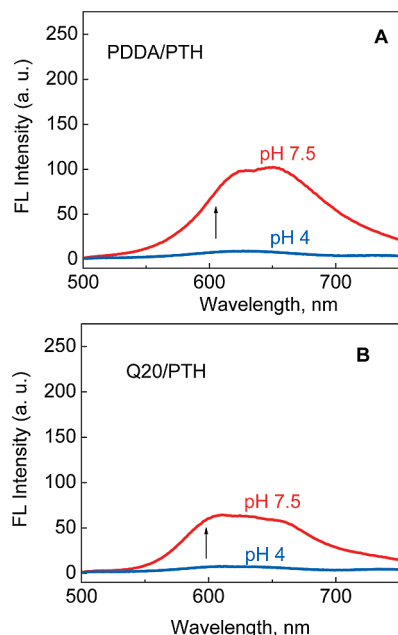 A
PDDA/PTH
FL Intensity (a. u.)
250
200
150
100
50
0
pH 7.5
pH 4
500 600 700
Wavelength, nm
B
Q20/PTH
FL Intensity (a. u.)
250
200
150
100
50
0
pH 7.5
pH 4
500 600 700
Wavelength, nm